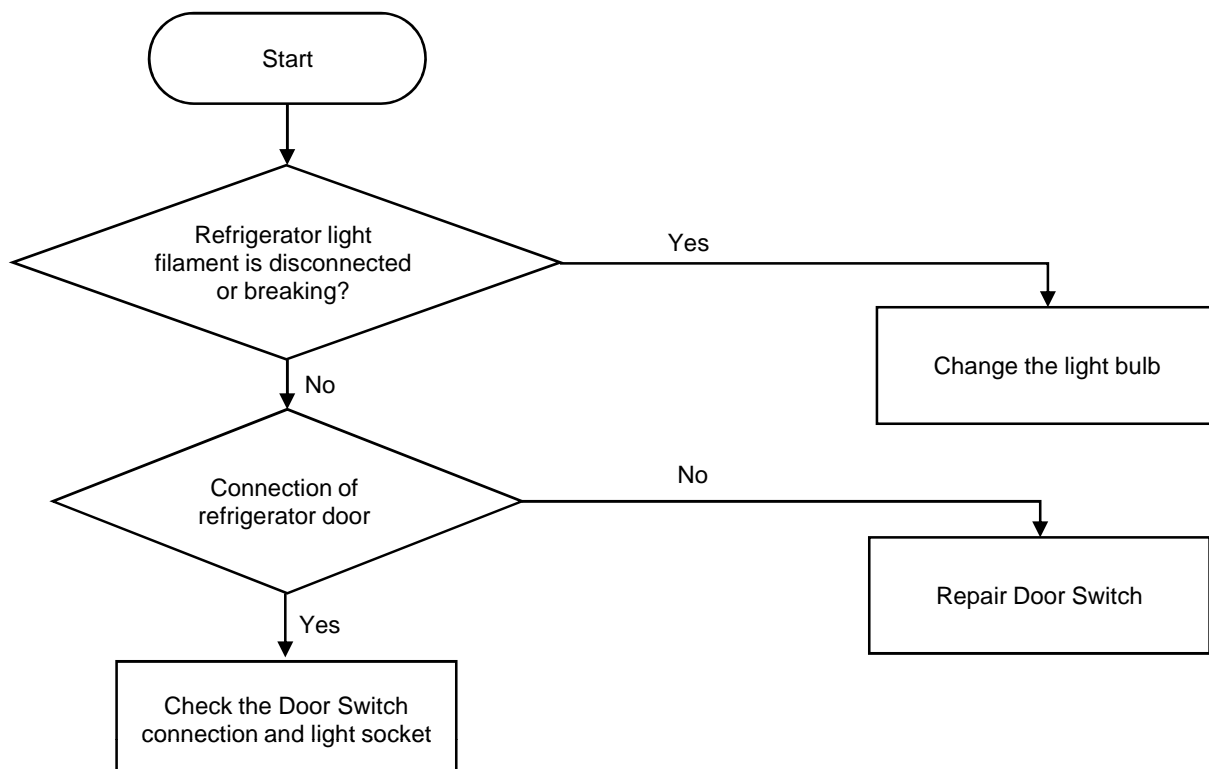 Start
Refrigerator light
filament is disconnected
or breaking?
Yes
Change the light bulb
No
Connection of
refrigerator door
No
Repair Door Switch
Yes
Check the Door Switch
connection and light socket